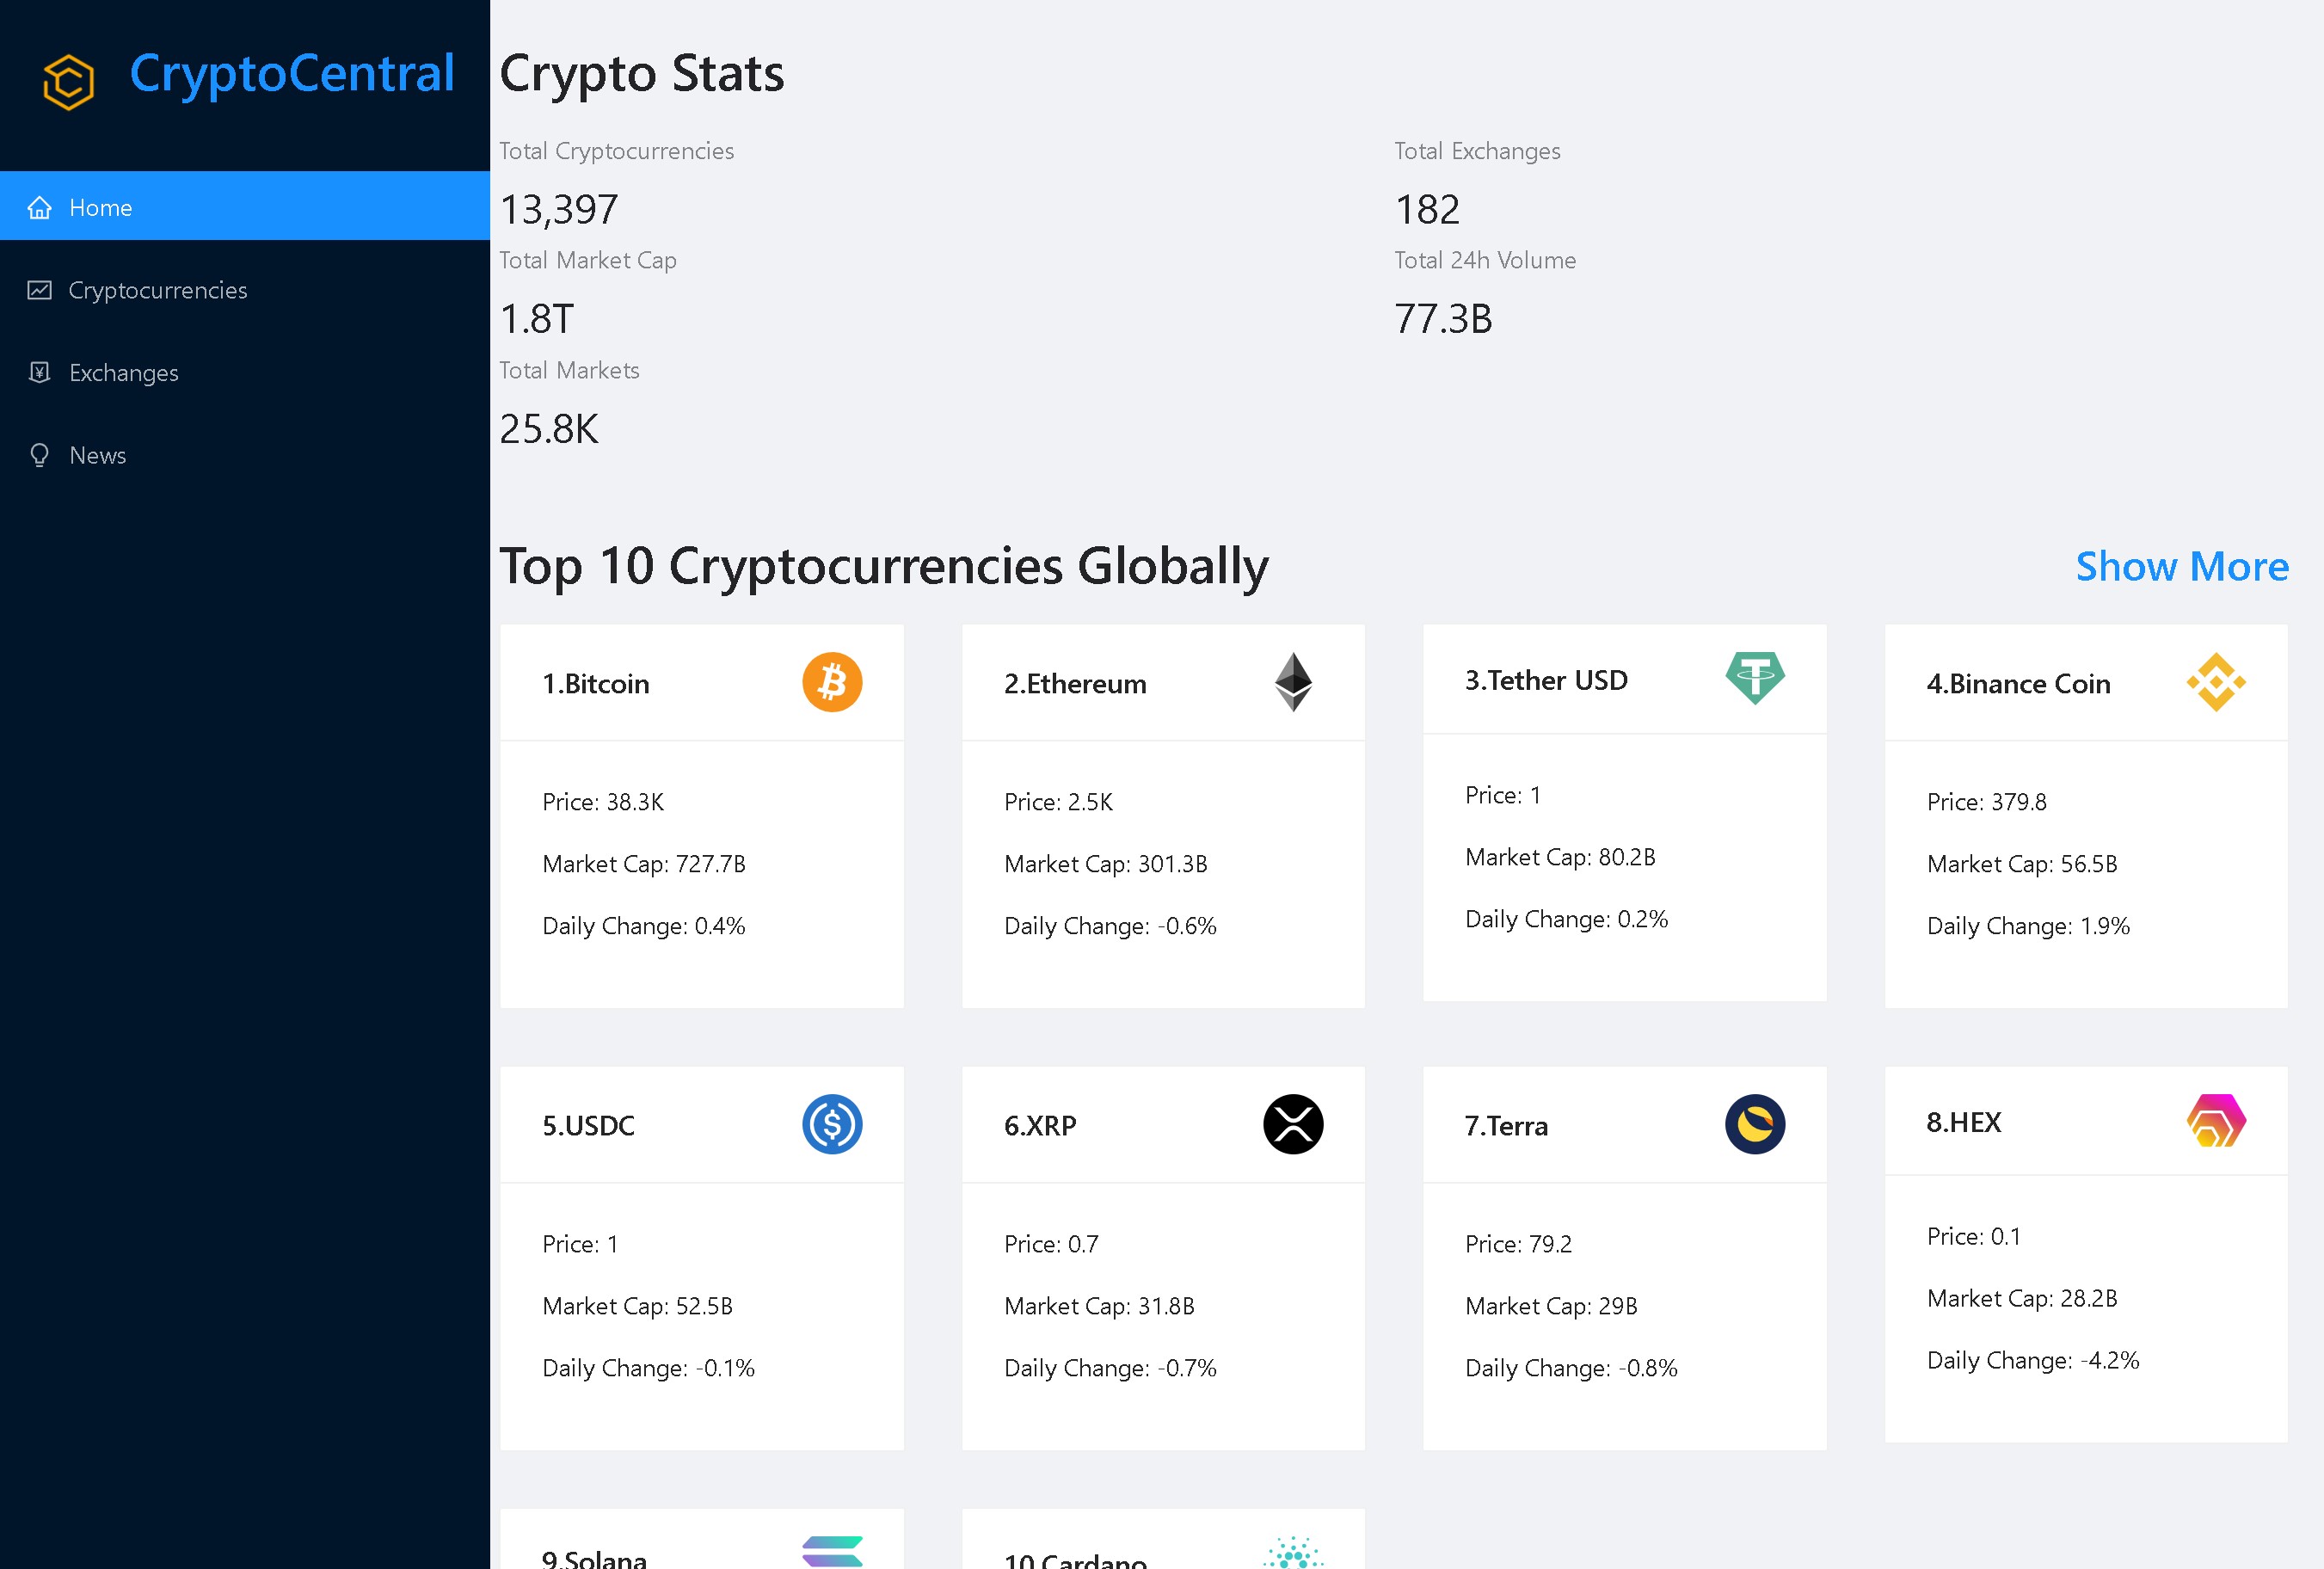 CryptoCentral
Home
Cryptocurrencies
Exchanges
News
Crypto Stats
Total Cryptocurrencies
13,397
Total Exchanges
182
Total Market Cap
1.8T
Total 24h Volume
77.3B
Total Markets
25.8K
Top 10 Cryptocurrencies Globally
Show More
1.Bitcoin
Price: 38.3K
Market Cap: 727.7B
Daily Change: 0.4%
2.Ethereum
Price: 2.5K
Market Cap: 301.3B
Daily Change: -0.6%
3.Tether USD
Price: 1
Market Cap: 80.2B
Daily Change: 0.2%
4.Binance Coin
Price: 379.8
Market Cap: 56.5B
Daily Change: 1.9%
5.USDC
Price: 1
Market Cap: 52.5B
Daily Change: -0.1%
6.XRP
Price: 0.7
Market Cap: 31.8B
Daily Change: -0.7%
7.Terra
Price: 79.2
Market Cap: 29B
Daily Change: -0.8%
8.HEX
Price: 0.1
Market Cap: 28.2B
Daily Change: -4.2%
9.Solana
10.Cardano